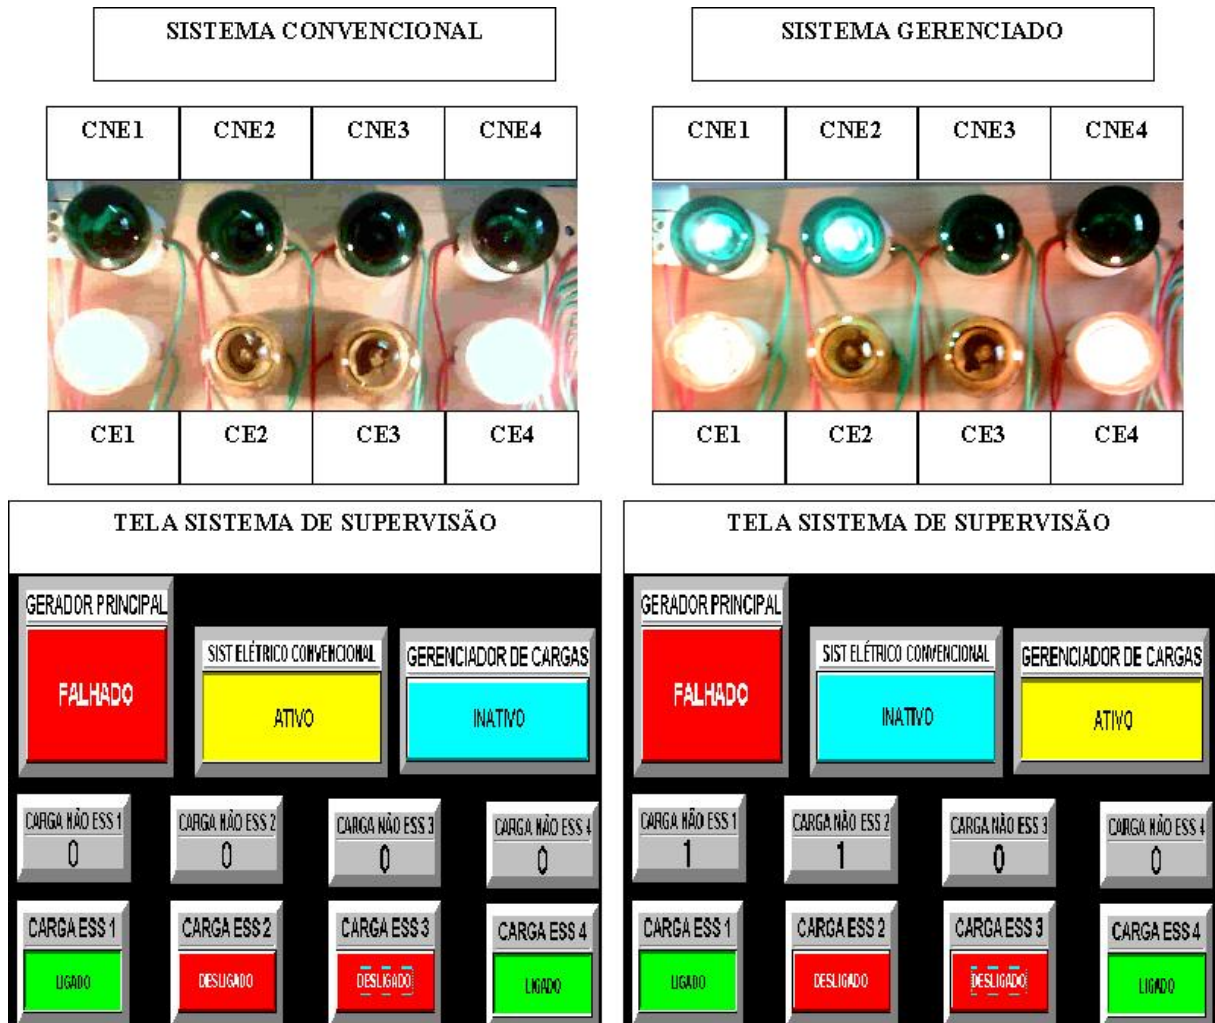 SISTEMA CONVENCIONAL
SISTEMA GERENCIADO
CNE1 CNE2 CNE3 CNE4
CNE1 CNE2 CNE3 CNE4
CE1 CE2 CE3 CE4
CE1 CE2 CE3 CE4
TELA SISTEMA DE SUPERVISÃO
GERADOR PRINCIPAL
FALHADO
SIST ELÉTRICO CONVENCIONAL
ATIVO
GERENCIADOR DE CARGAS
INATIVO
CARGA NÃO ESS 1
0
CARGA NÃO ESS 2
0
CARGA NÃO ESS 3
0
CARGA NÃO ESS 4
0
CARGA ESS 1
LIGADO
CARGA ESS 2
DESLIGADO
CARGA ESS 3
DESLIGADO
CARGA ESS 4
LIGADO
TELA SISTEMA DE SUPERVISÃO
GERADOR PRINCIPAL
FALHADO
SIST ELÉTRICO CONVENCIONAL
INATIVO
GERENCIADOR DE CARGAS
ATIVO
CARGA NÃO ESS 1
1
CARGA NÃO ESS 2
1
CARGA NÃO ESS 3
0
CARGA NÃO ESS 4
0
CARGA ESS 1
LIGADO
CARGA ESS 2
DESLIGADO
CARGA ESS 3
DESLIGADO
CARGA ESS 4
LIGADO